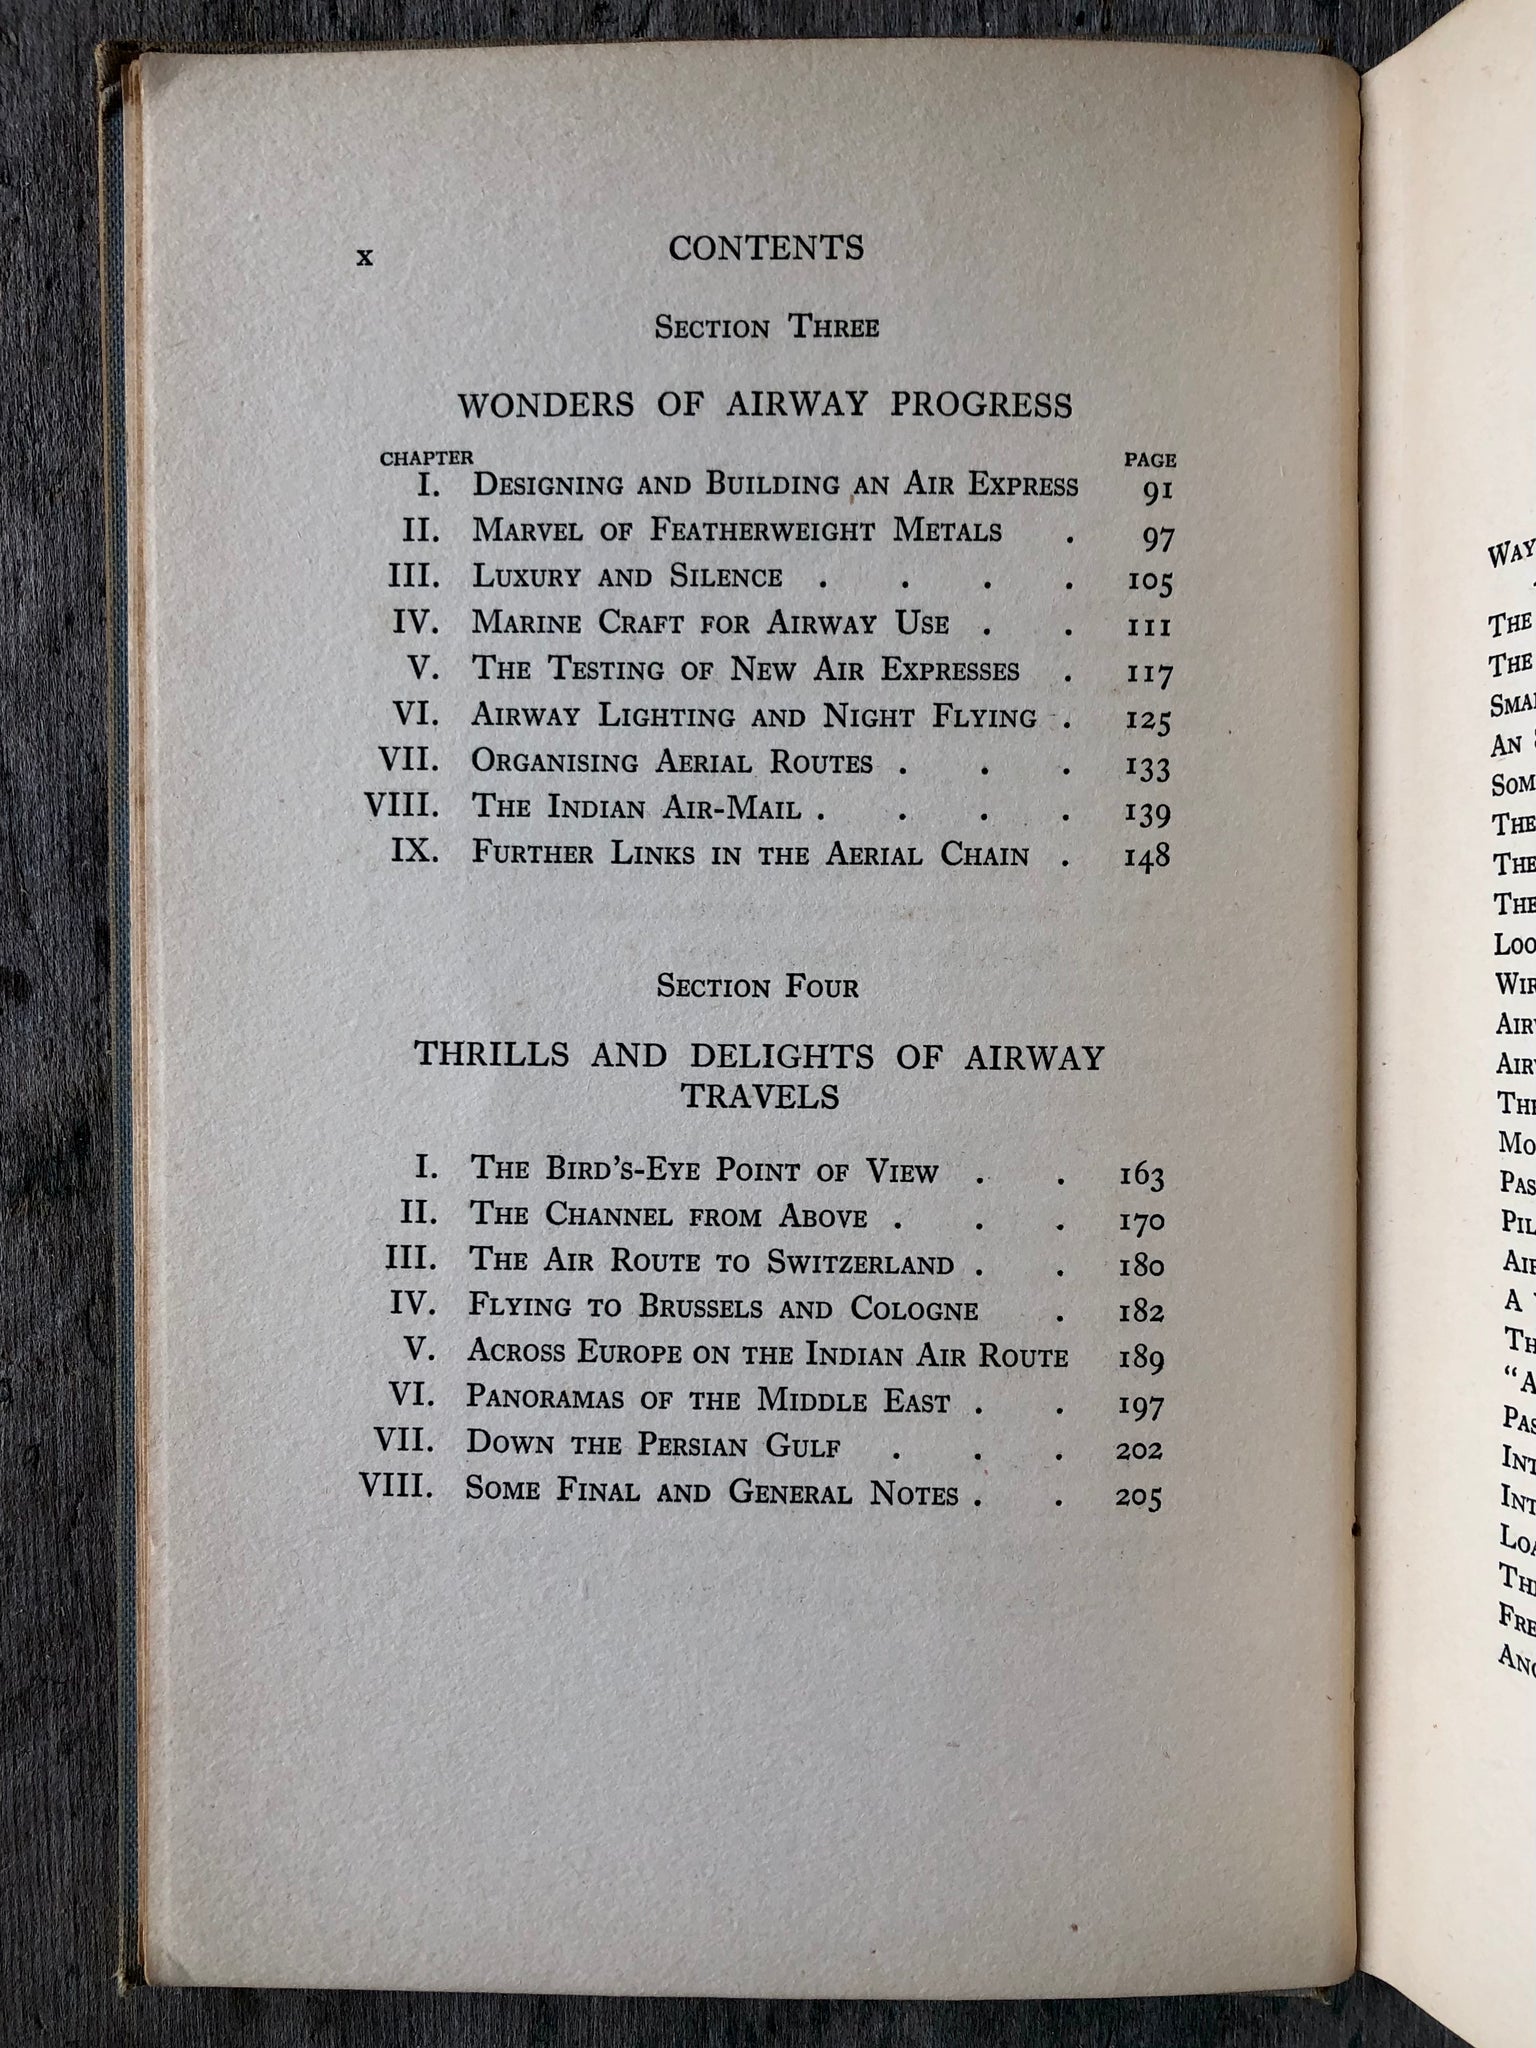 x CONTENTS
Section Three
WONDERS OF AIRWAY PROGRESS
CHAPTER PAGE
I. Designing and Building an Air Express 91
II. Marvel of Featherweight Metals . 97
III. Luxury and Silence . . . . 105
IV. Marine Craft for Airway Use . . 111
V. The Testing of New Air Expresses . 117
VI. Airway Lighting and Night Flying . 125
VII. Organising Aerial Routes . . . 133
VIII. The Indian Air-Mail . . . . 139
IX. Further Links in the Aerial Chain . 148
Section Four
THRILLS AND DELIGHTS OF AIRWAY
TRAVELS
I. The Bird's-Eye Point of View . . 163
II. The Channel from Above . . . 170
III. The Air Route to Switzerland . . 180
IV. Flying to Brussels and Cologne . 182
V. Across Europe on the Indian Air Route 189
VI. Panoramas of the Middle East . . 197
VII. Down the Persian Gulf . . . 202
VIII. Some Final and General Notes . . 205
The
The
An
The
The
The
A